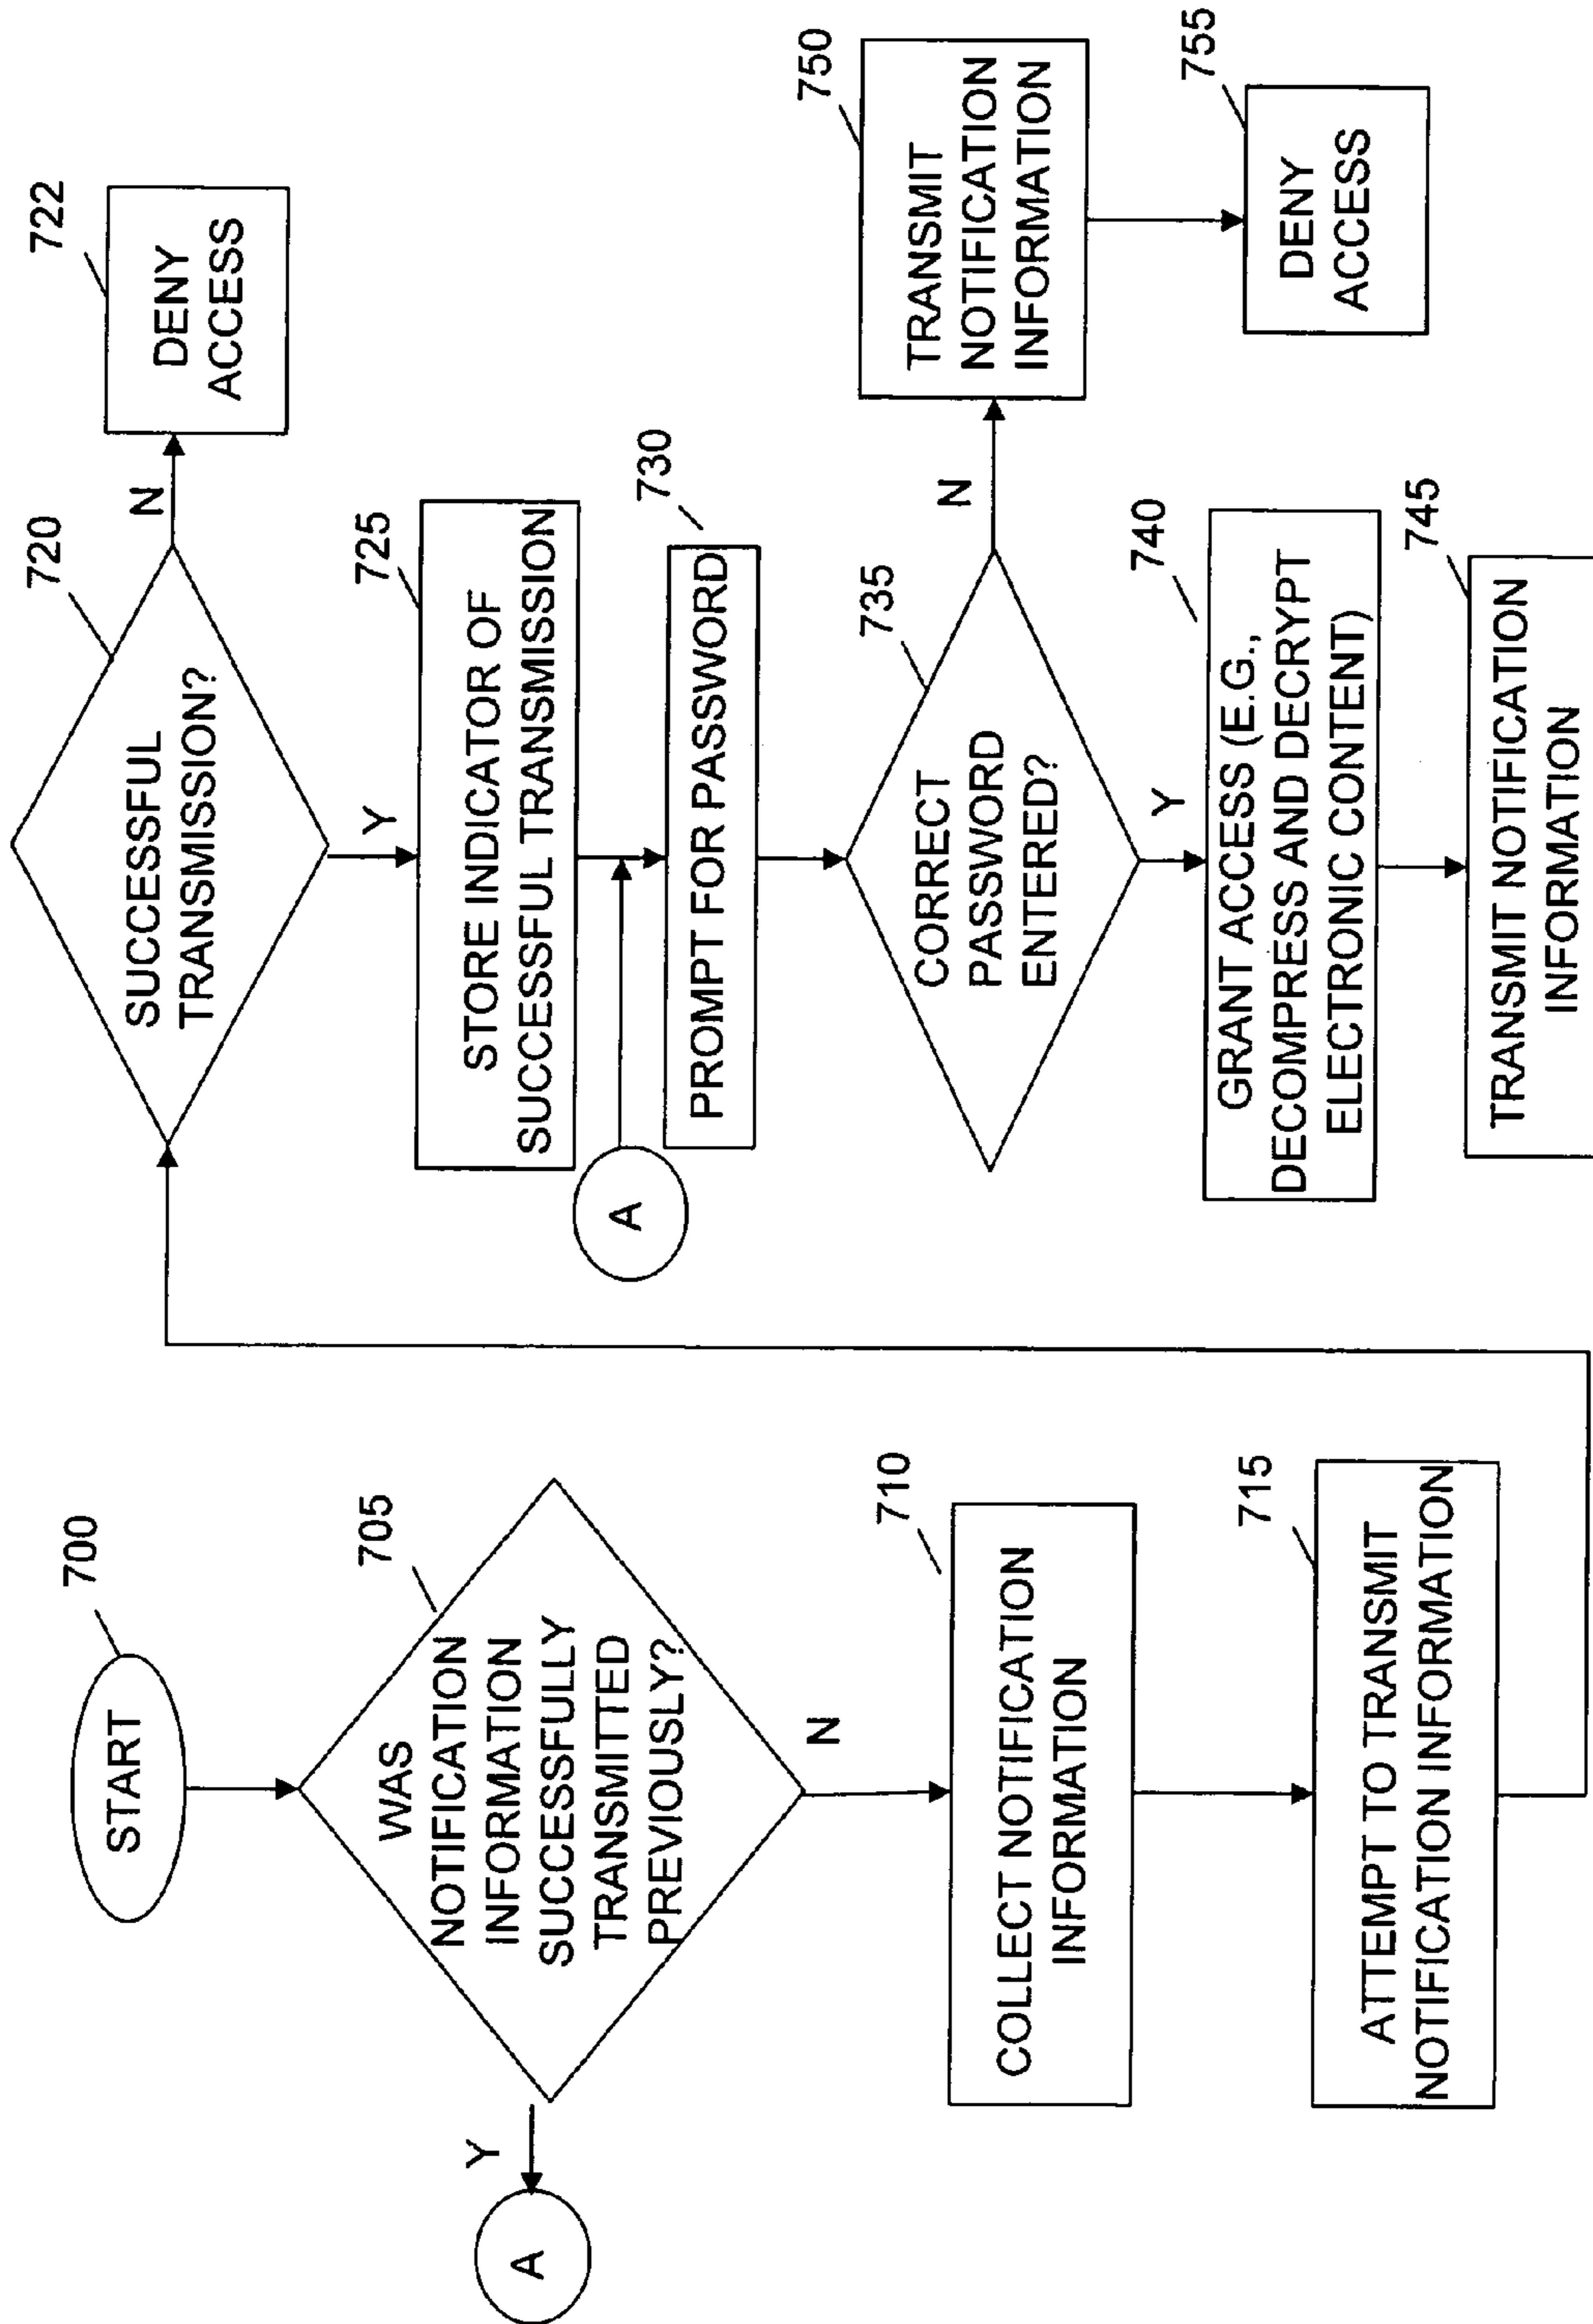 700
START
705
WAS
NOTIFICATION
INFORMATION
SUCCESSFULLY
TRANSMITTED
PREVIOUSLY?
Y
A
N
710
COLLECT NOTIFICATION
INFORMATION
715
ATTEMPT TO TRANSMIT
NOTIFICATION INFORMATION
720
SUCCESSFUL
TRANSMISSION?
N
722
DENY
ACCESS
Y
725
STORE INDICATOR OF
SUCCESSFUL TRANSMISSION
A
730
PROMPT FOR PASSWORD
735
CORRECT
PASSWORD
ENTERED?
N
750
TRANSMIT
NOTIFICATION
INFORMATION
755
DENY
ACCESS
Y
740
GRANT ACCESS (E.G.,
DECOMPRESS AND DECRYPT
ELECTRONIC CONTENT)
745
TRANSMIT NOTIFICATION
INFORMATION